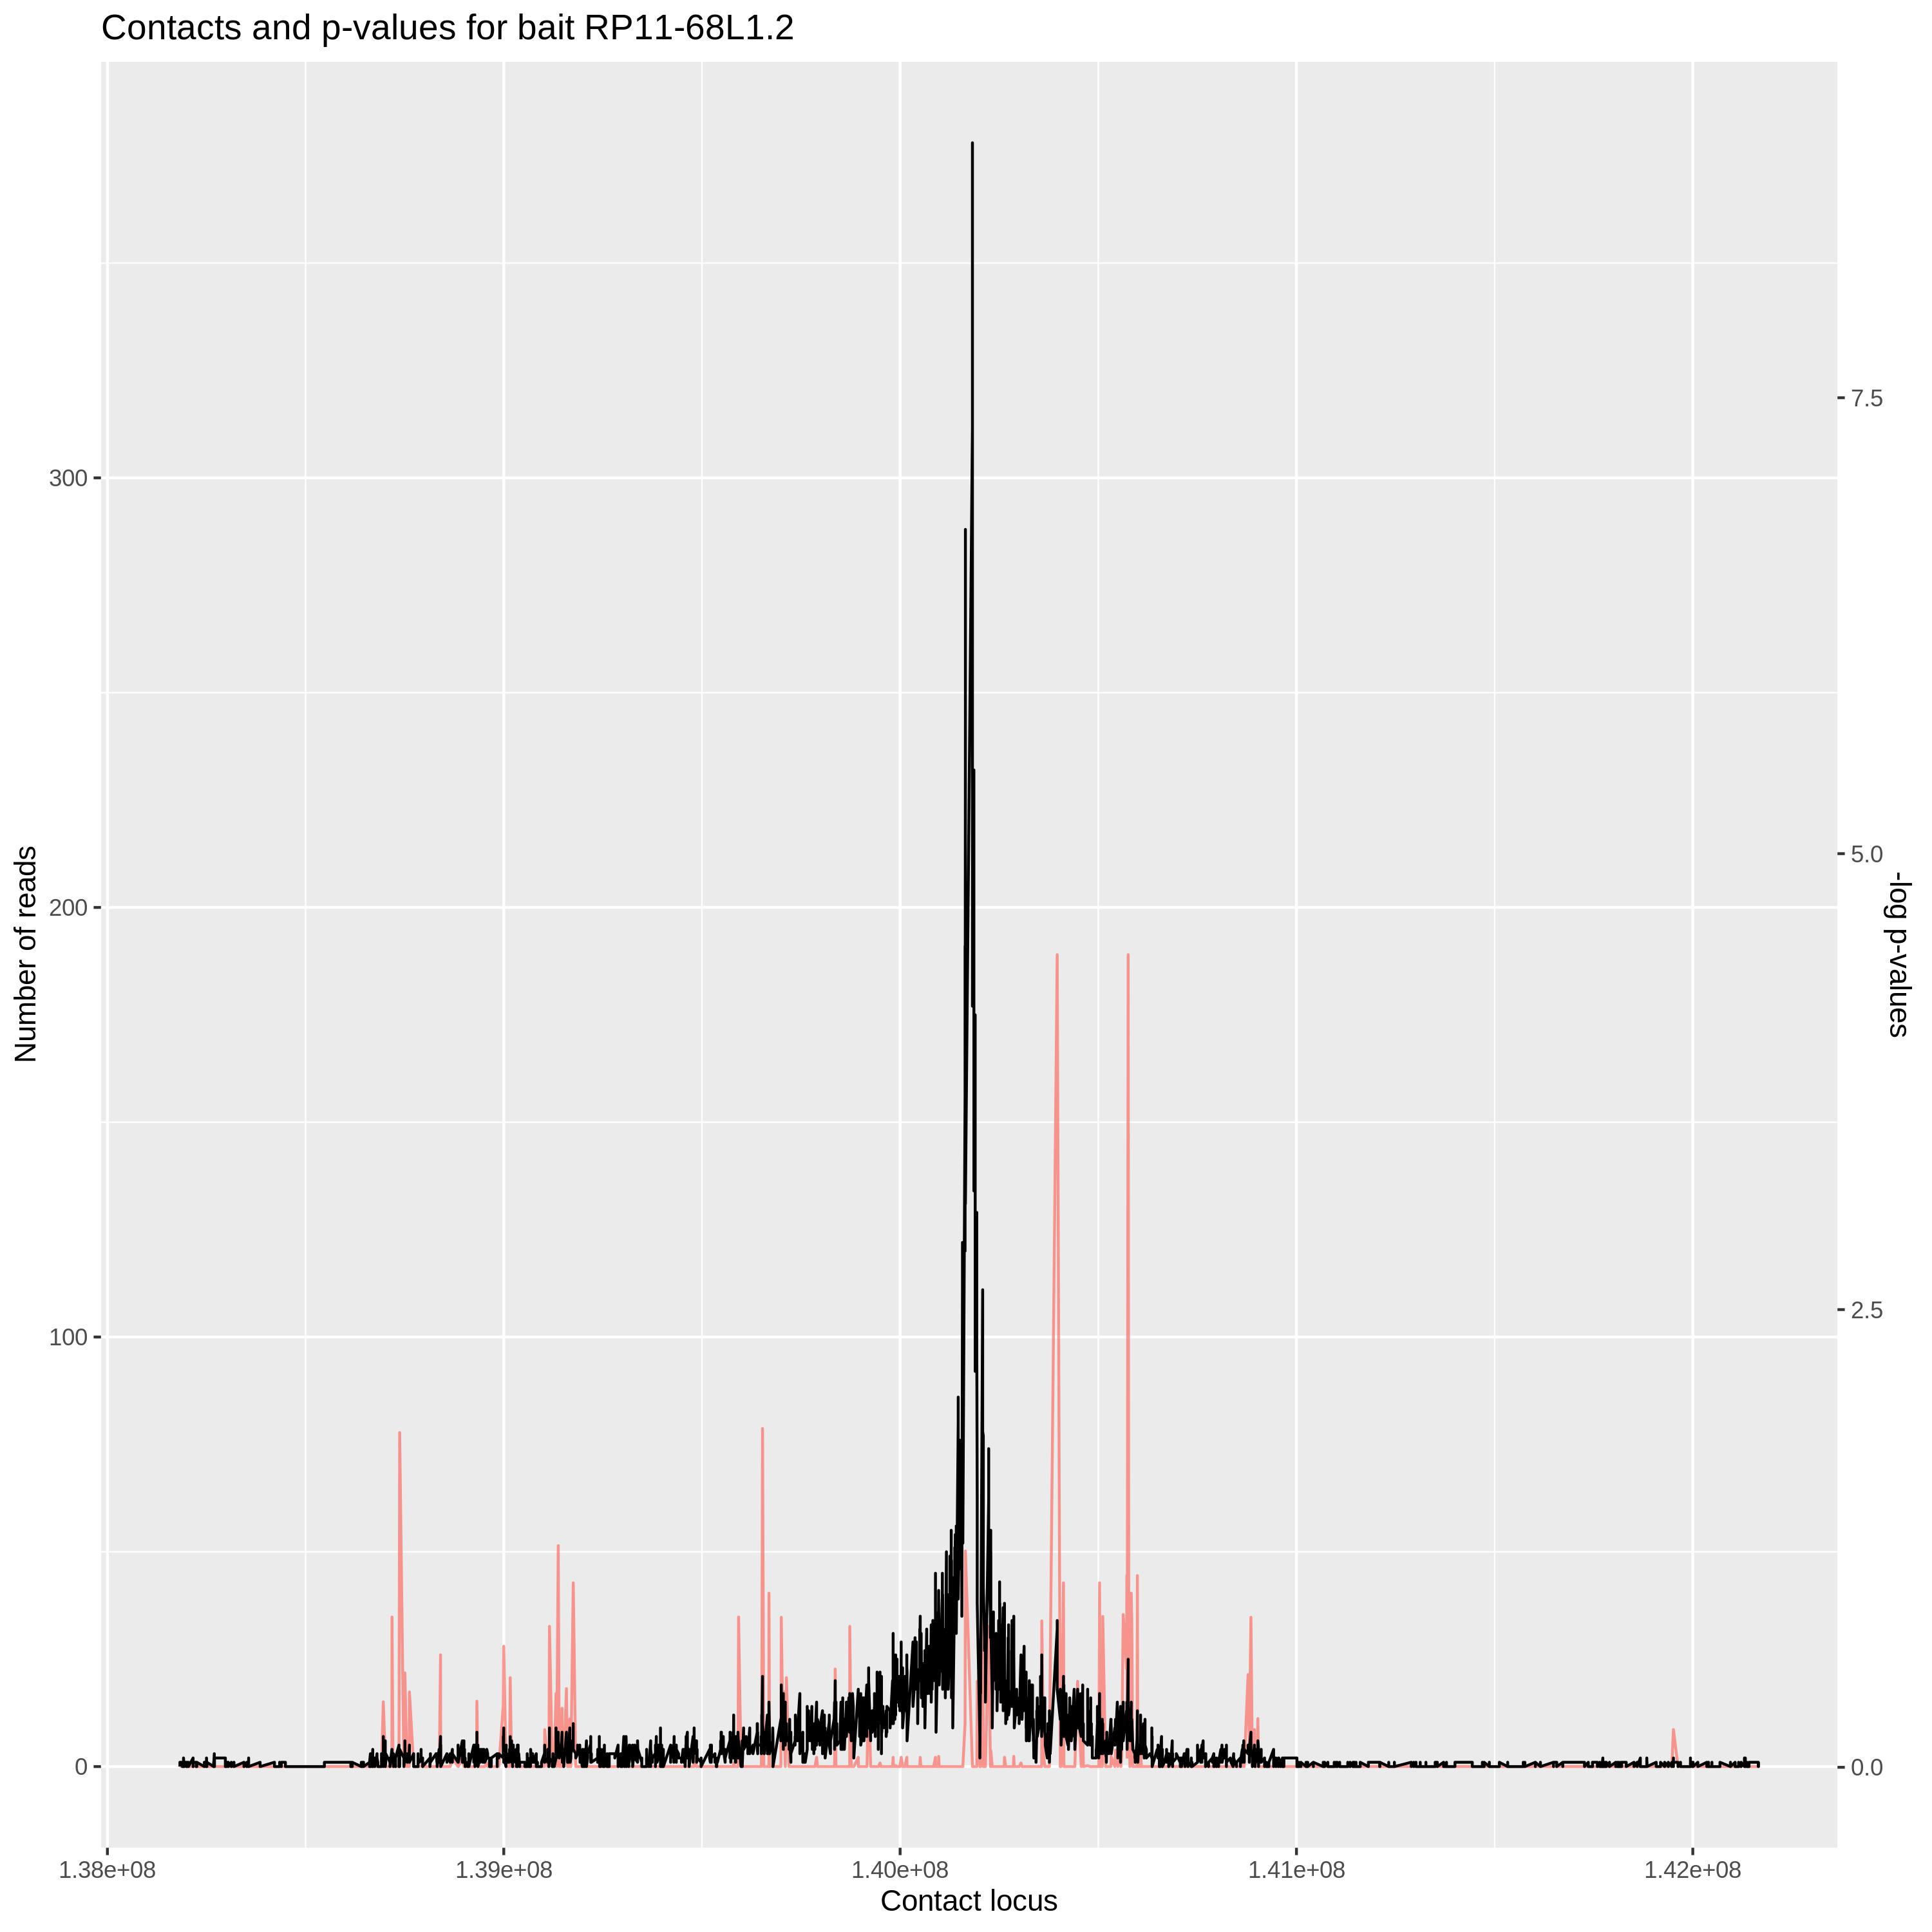 Contacts and p-values for bait RP11-68L1.2
Number of reads
300
200
100
0
7.5
5.0
2.5
0.0
-log p-values
1.38e+08 1.39e+08 1.40e+08 1.41e+08 1.42e+08
Contact locus